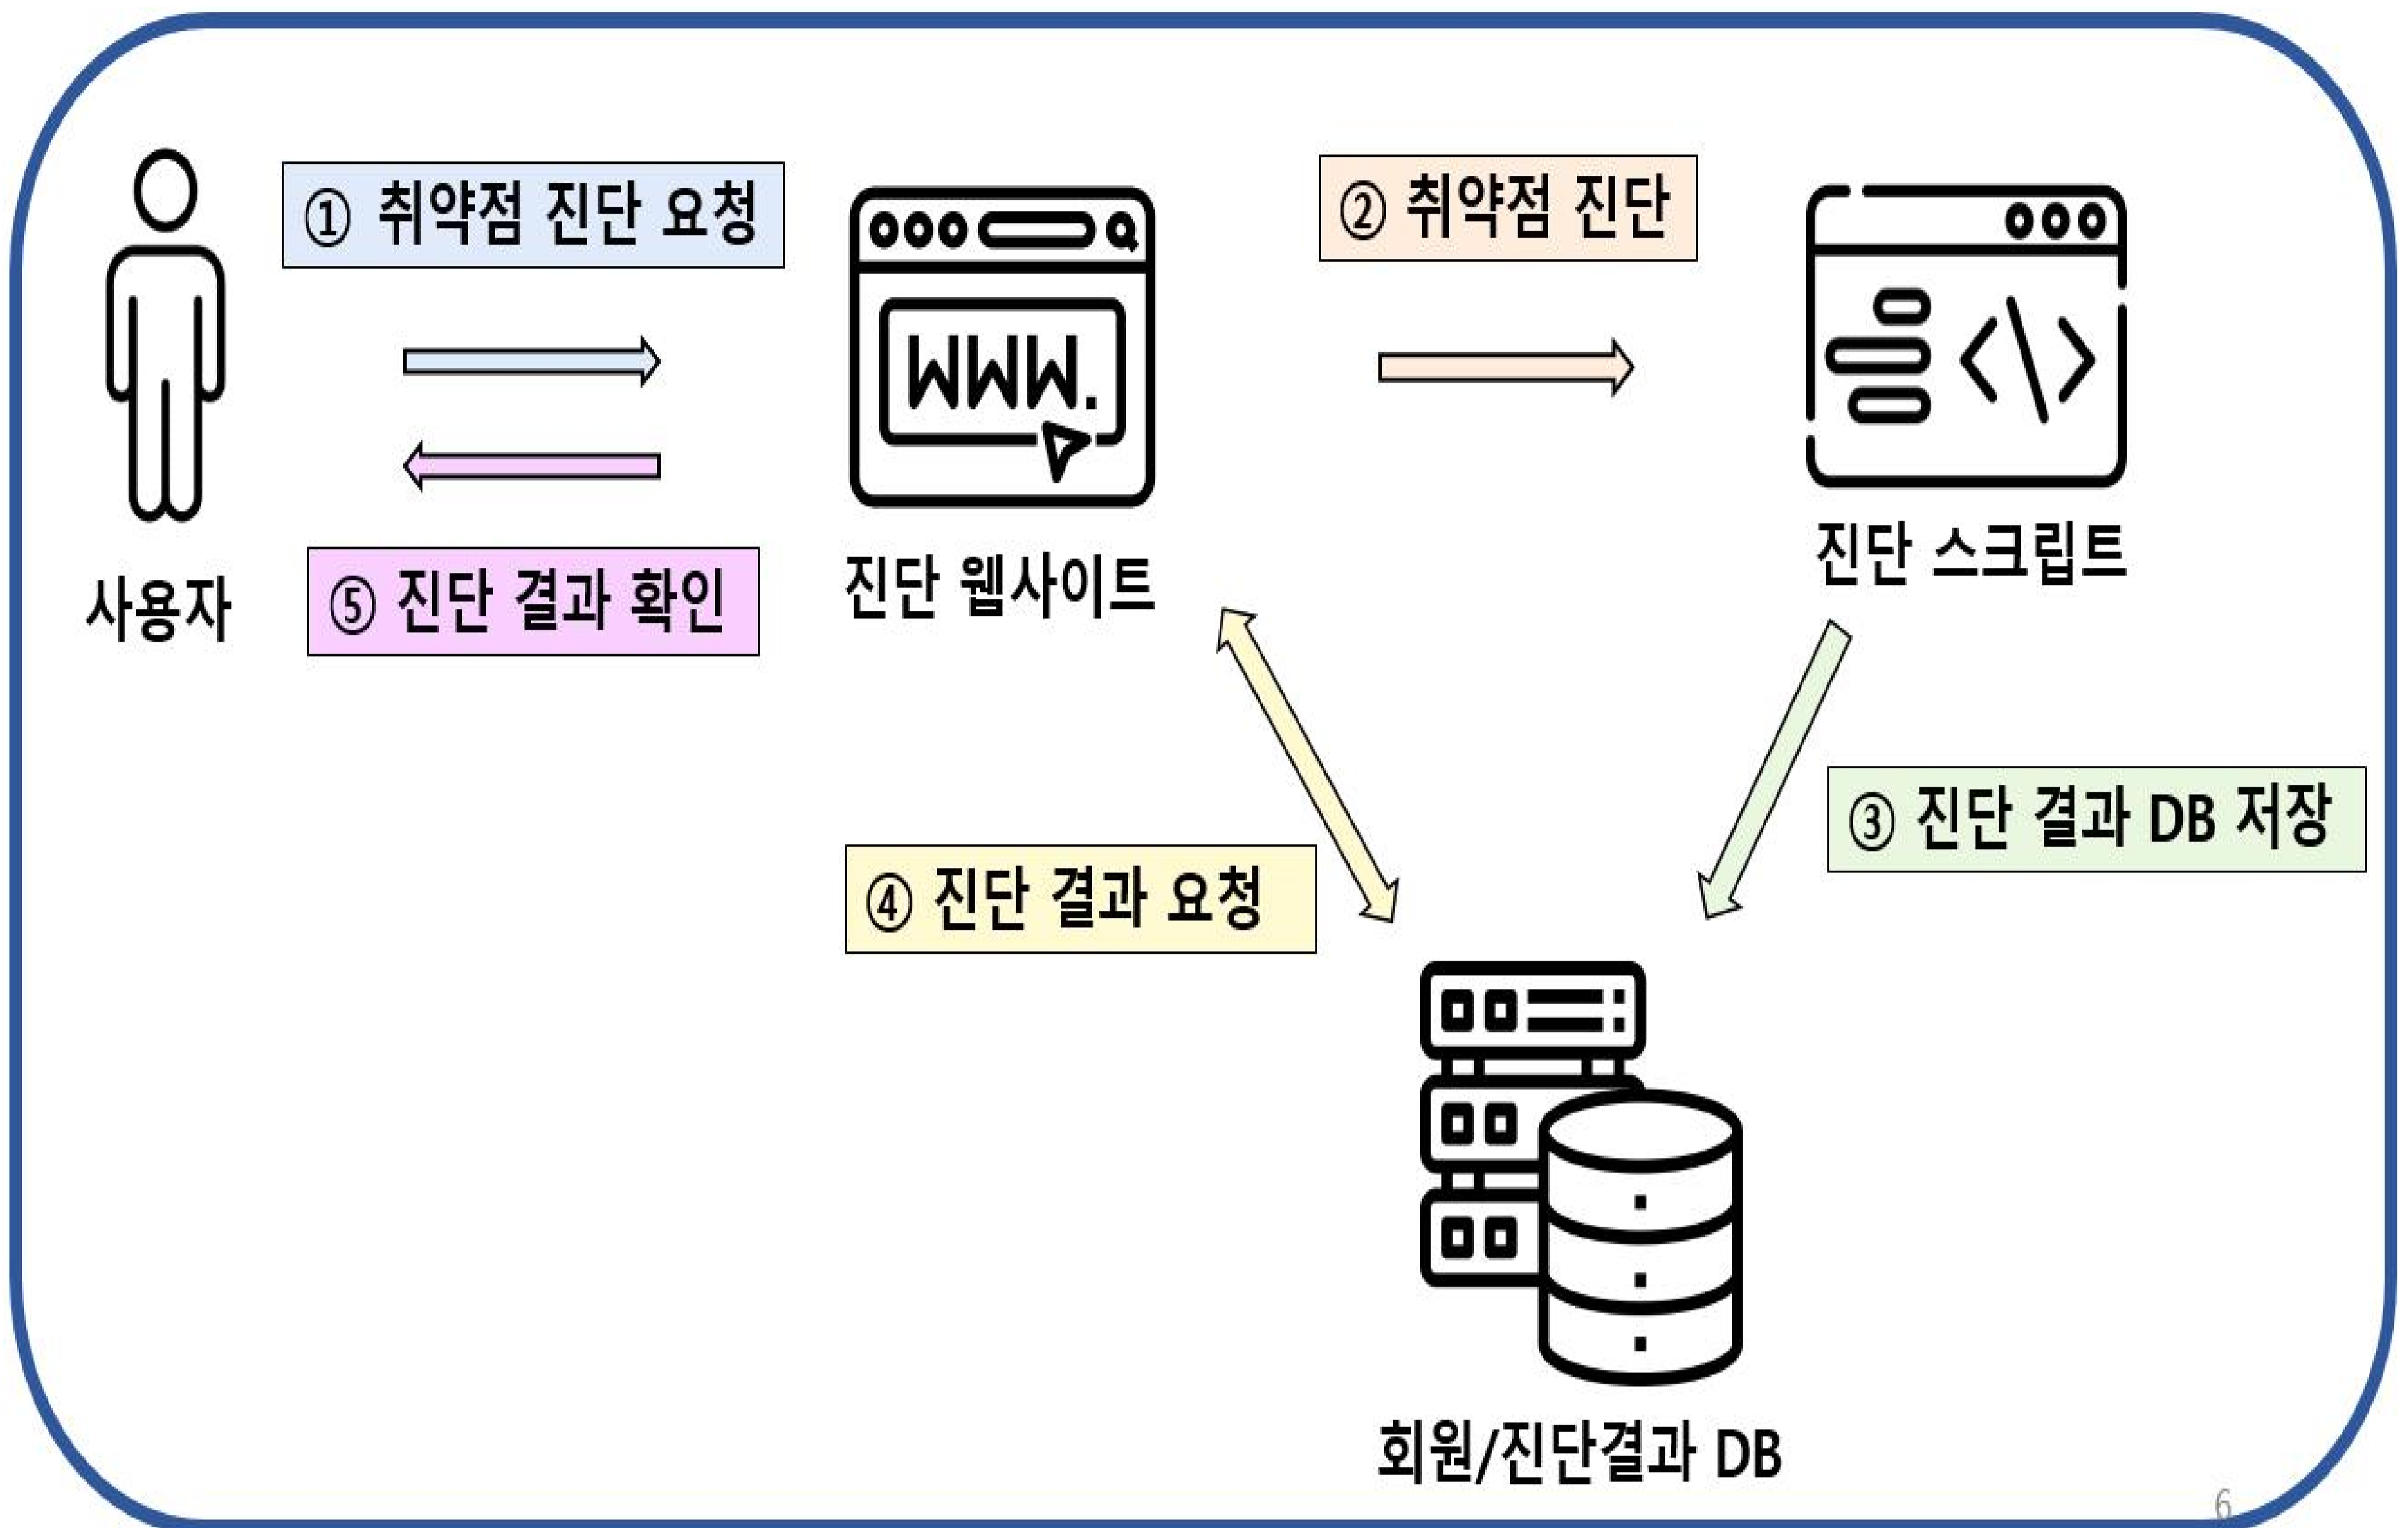 ① 취약점 진단 요청
② 취약점 진단
WWW.
진단 스크립트
진단 웹사이트
사용자
⑤ 진단 결과 확인
③ 진단 결과 DB 저장
④ 진단 결과 요청
회원/진단결과 DB
6